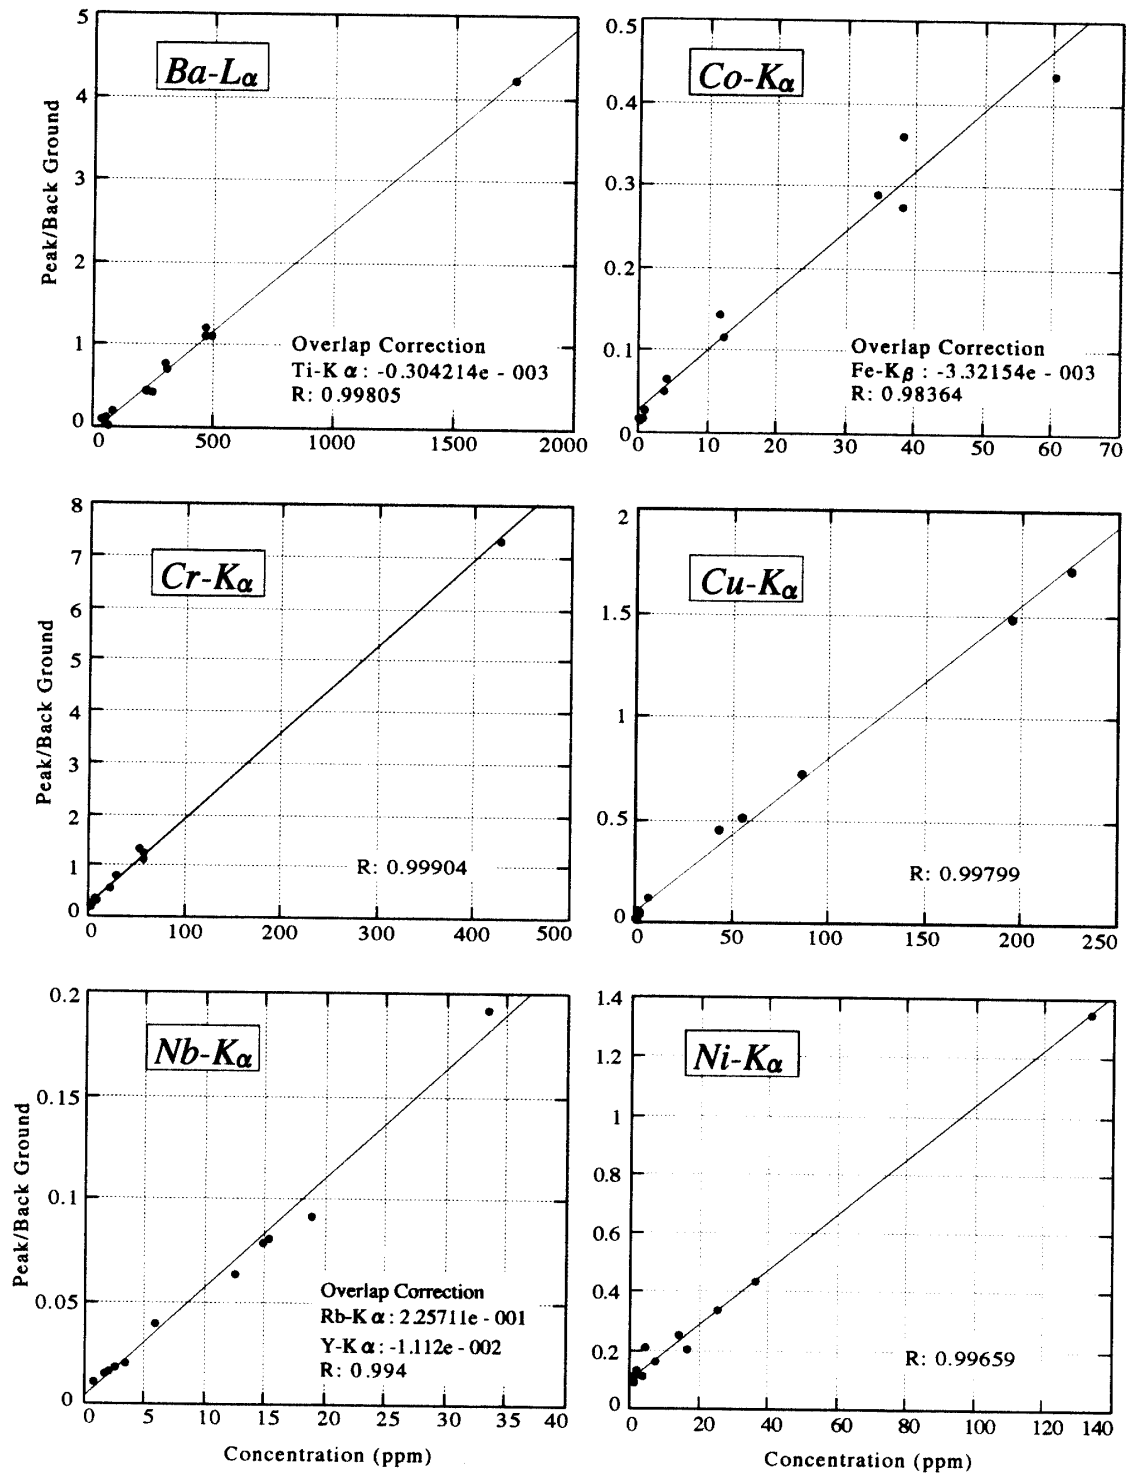 5
4
3
2
1
0
Peak/Back Ground
Ba-Lα
Overlap Correction
Ti-K α : -0.304214e - 003
R: 0.99805
0 500 1000 1500 2000
0.5
0.4
0.3
0.2
0.1
0
Co-Kα
Overlap Correction
Fe-Kβ : -3.32154e - 003
R: 0.98364
0 10 20 30 40 50 60 70
8
7
6
5
4
3
2
1
0
Peak/Back Ground
Cr-Kα
R: 0.99904
0 100 200 300 400 500
2
1.5
1
0.5
0
Cu-Kα
R: 0.99799
0 50 100 150 200 250
0.2
0.15
0.1
0.05
0
Peak/Back Ground
Nb-Kα
Overlap Correction
Rb-K α : 2.25711e - 001
Y-K α : -1.112e - 002
R: 0.994
0 5 10 15 20 25 30 35 40
Concentration (ppm)
1.4
1.2
1
0.8
0.6
0.4
0.2
0
Ni-Kα
R: 0.99659
0 20 40 60 80 100 120 140
Concentration (ppm)